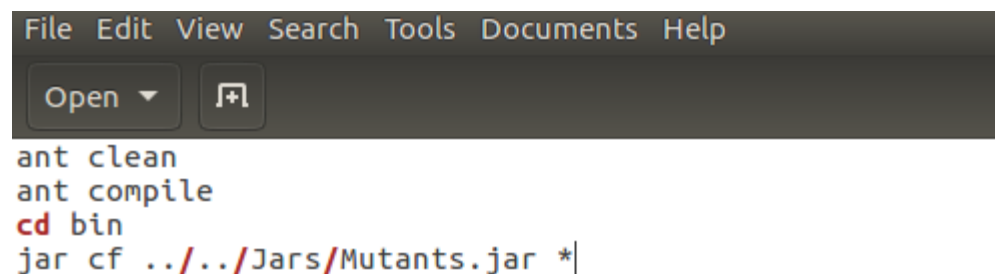 File Edit View Search Tools Documents Help
Open
ant clean
ant compile
cd bin
jar cf ../../Jars/Mutants.jar *